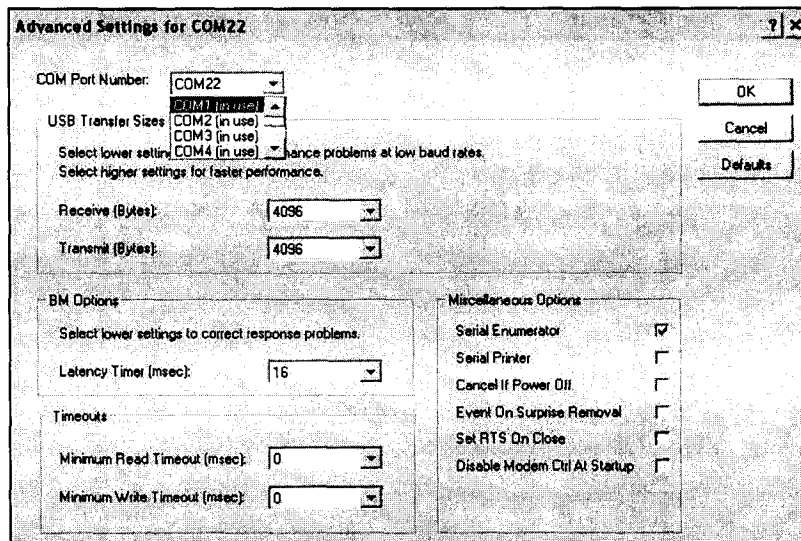 Advanced Settings for COM22
COM Port Number: COM22
COM1 (in use)
COM2 (in use)
COM3 (in use)
COM4 (in use)
OK
Cancel
Defaults
USB Transfer Sizes
Select lower settin mance problems at low baud rates.
Select higher settings for faster performance.
Receive (Bytes): 4096
Transmit (Bytes): 4096
BM Options
Select lower settings to correct response problems.
Latency Timer (msec): 16
Timeouts
Minimum Read Timeout (msec): 0
Minimum Write Timeout (msec): 0
Miscellaneous Options
Serial Enumerator
Serial Printer
Cancel If Power Off
Event On Surprise Removal
Set RTS On Close
Disable Modem Ctrl At Startup